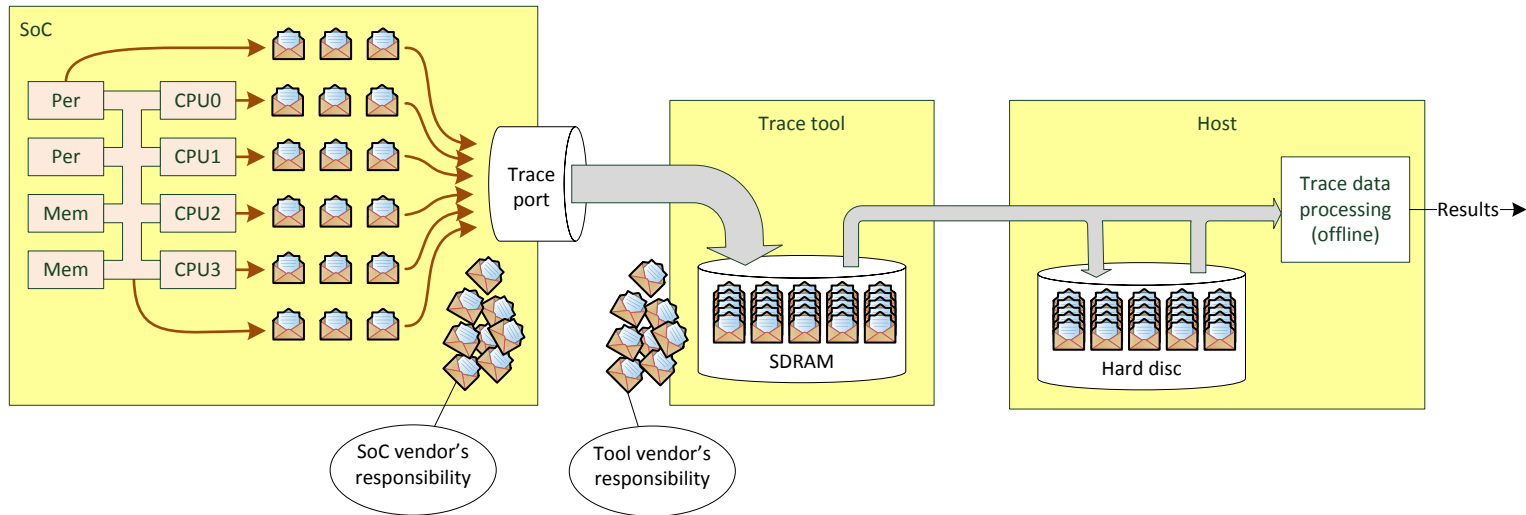 SoC
Per
CPU0
Per
CPU1
Mem
CPU2
Mem
CPU3
Trace
port
SoC vendor’s
responsibility
Tool vendor’s
responsibility
Trace tool
SDRAM
Host
Trace data
processing
(offline)
Results
Hard disc